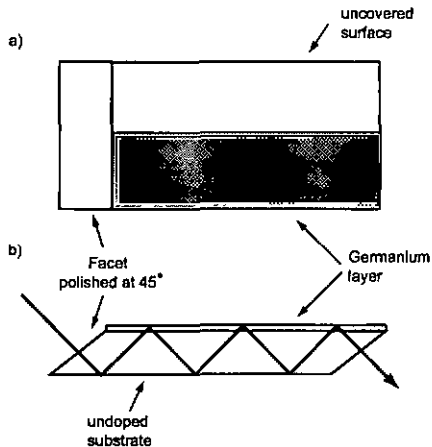 uncovered
surface
a)
b)
Facet
polished at 45°
Germanium
layer
undoped
substrate